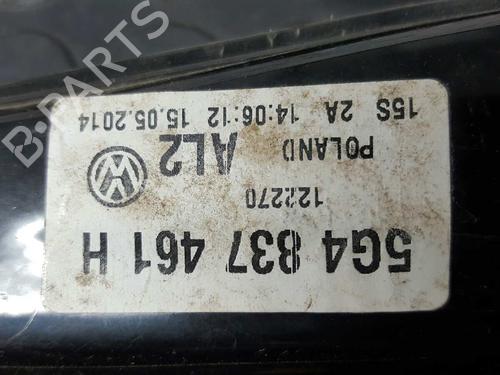 5G4 837 461 H
122270
POLAND AL2
15S 2A 14:06:12 15.05.2014
B-PARTS